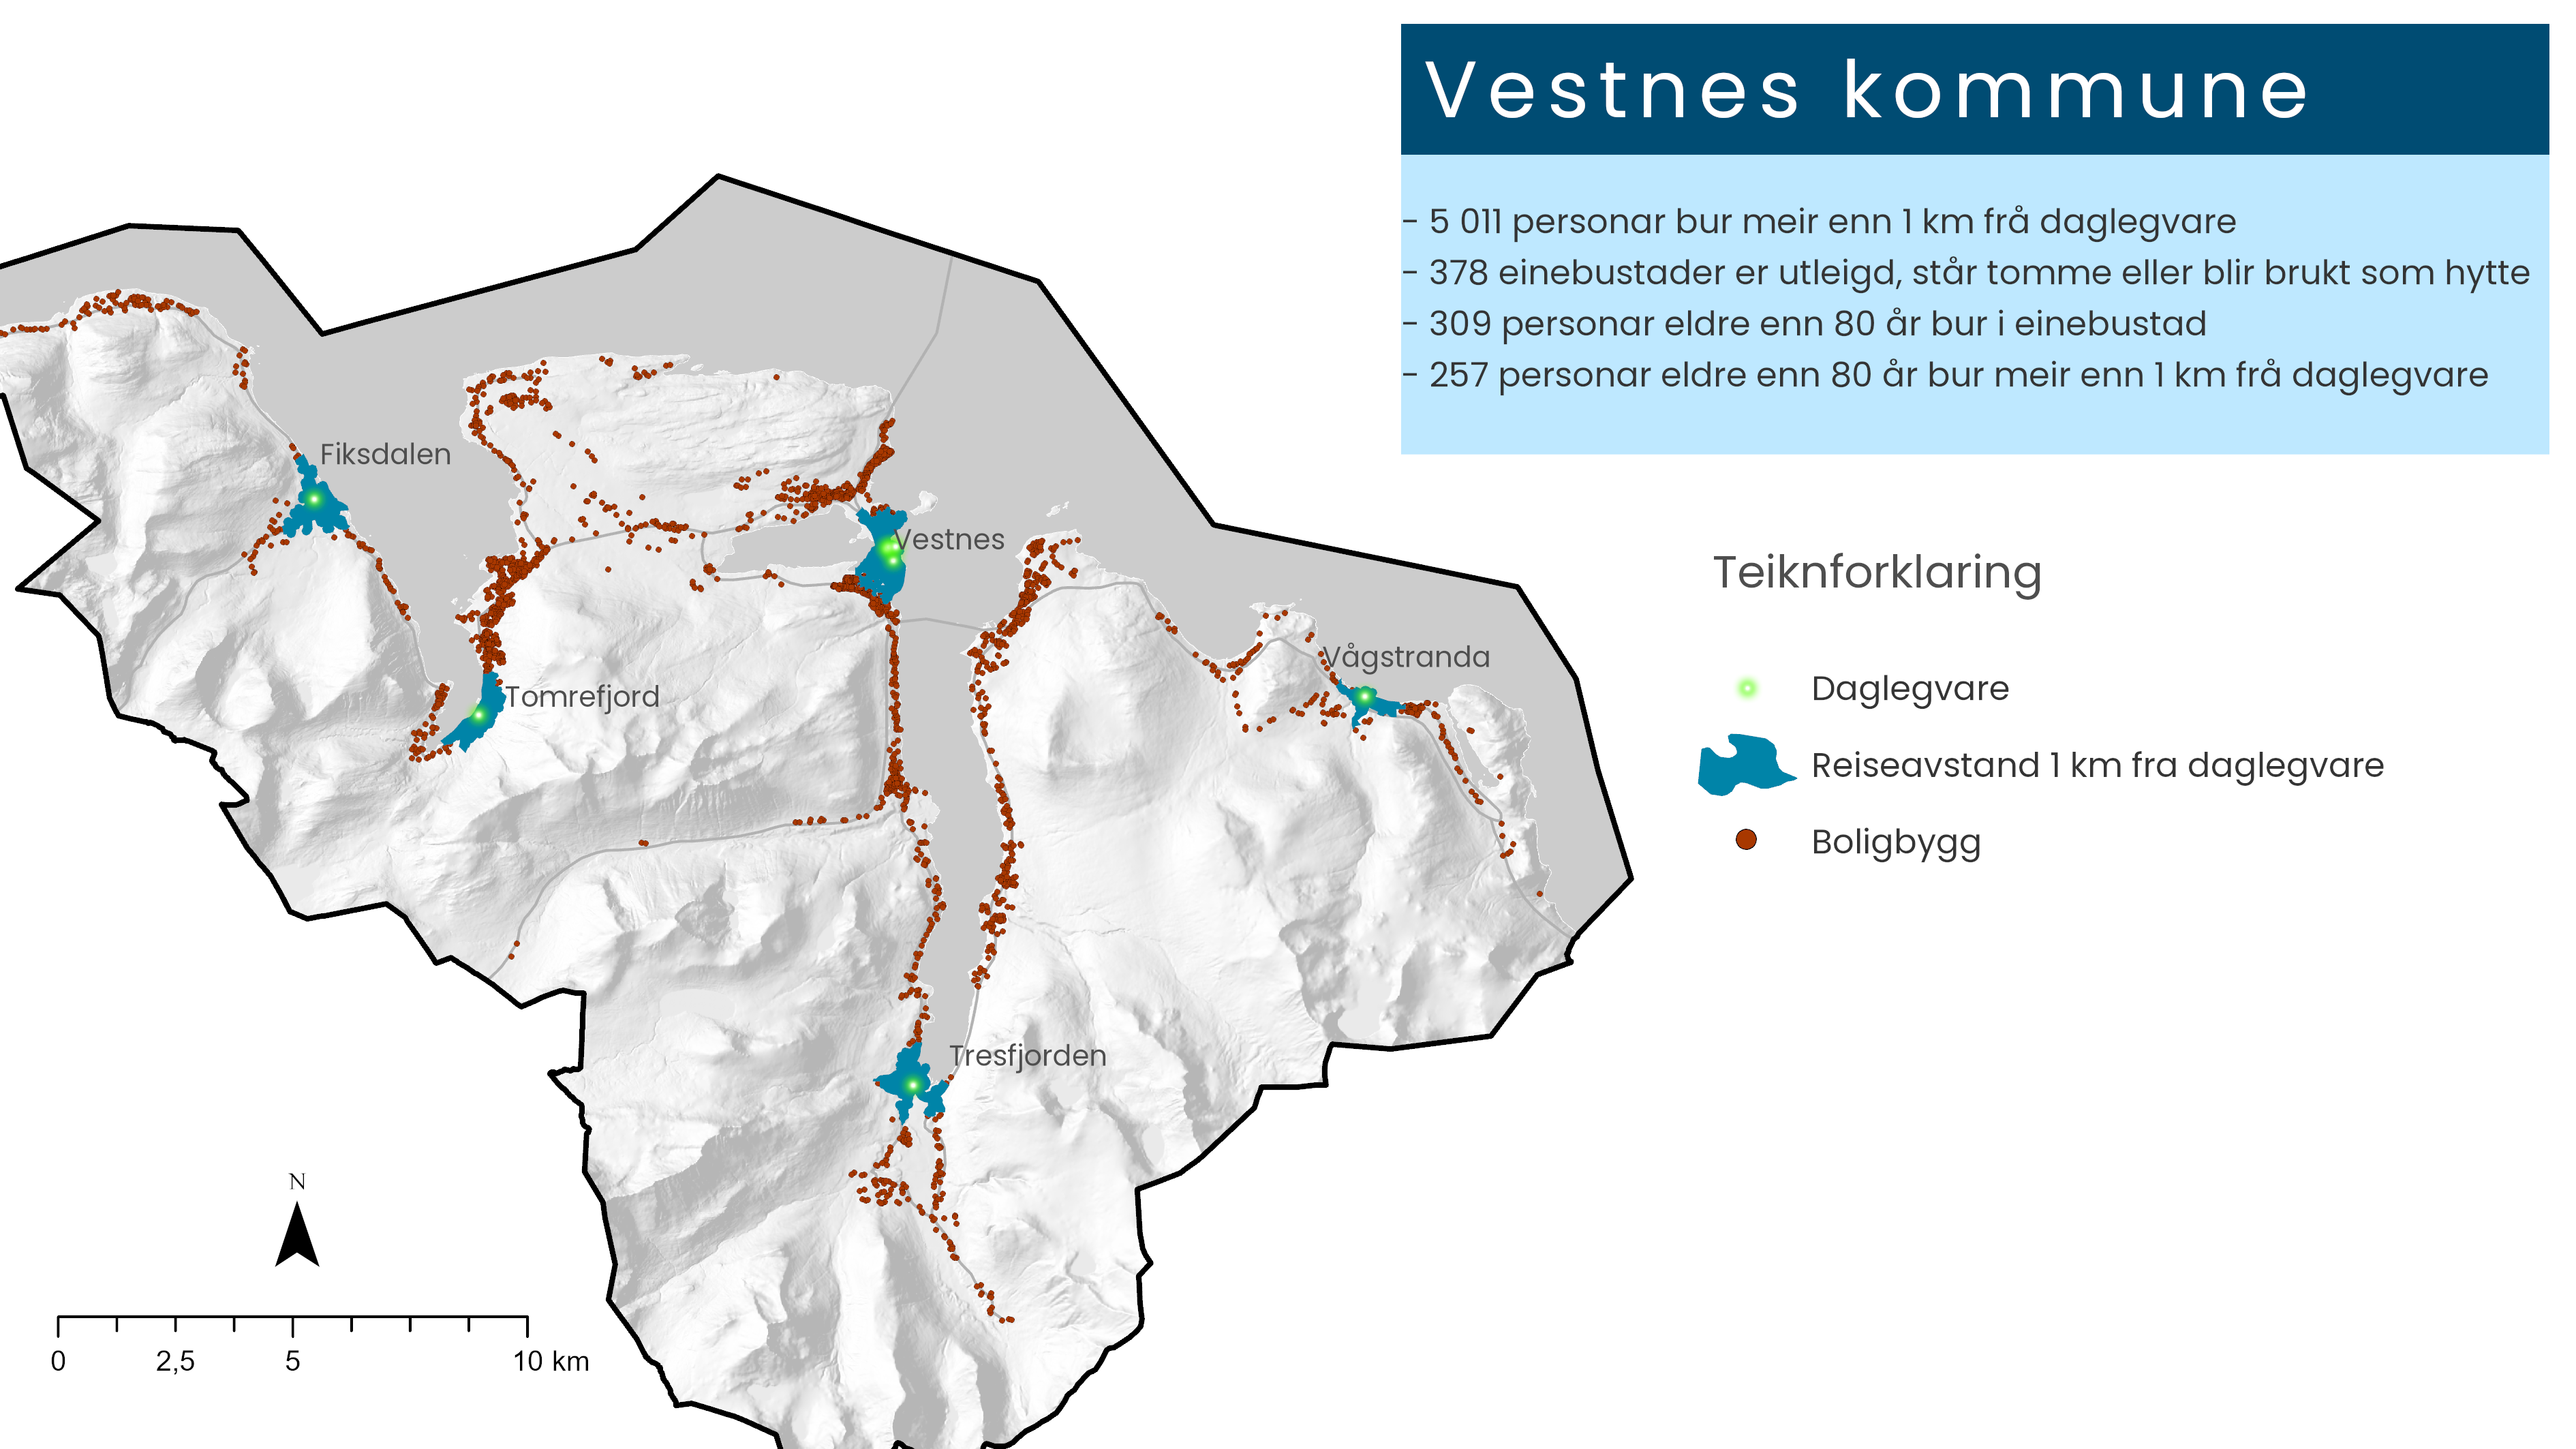 Vestnes kommune
- 5 011 personar bur meir enn 1 km frå daglegvare
- 378 einebustader er utleigd, står tomme eller blir brukt som hytte
- 309 personar eldre enn 80 år bur i einebustad
- 257 personar eldre enn 80 år bur meir enn 1 km frå daglegvare
Fiksdalen
Vestnes
Tomrefjord
Vågstranda
Tresfjorden
Teiknforklaring
Daglegvare
Reiseavstand 1 km fra daglegvare
Boligbygg
N
0 2,5 5 10 km